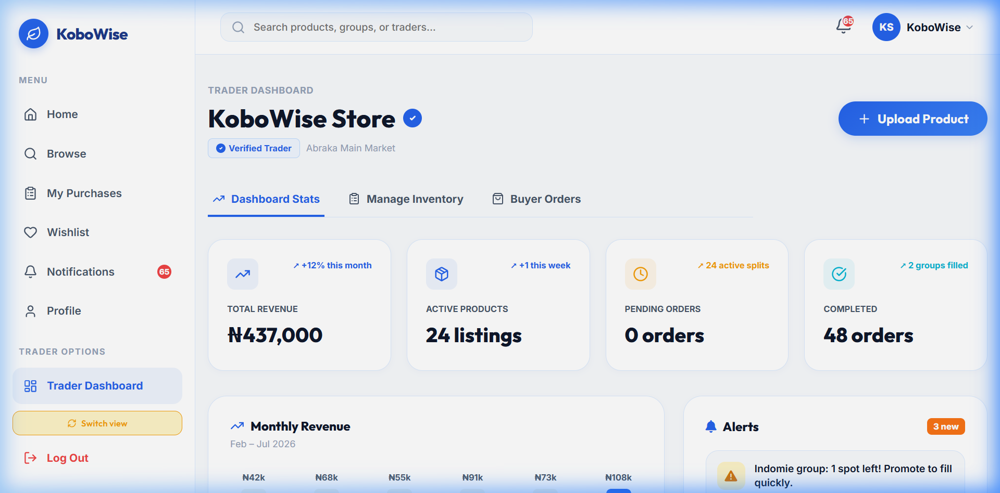 KoboWise
Search products, groups, or traders...
65
KS
KoboWise
MENU
Home
Browse
My Purchases
Wishlist
Notifications
65
Profile
TRADER OPTIONS
Trader Dashboard
Switch view
Log Out
TRADER DASHBOARD
KoboWise Store
Upload Product
Verified Trader
Abraka Main Market
Dashboard Stats
Manage Inventory
Buyer Orders
↗ +12% this month
TOTAL REVENUE
₦437,000
↗ +1 this week
ACTIVE PRODUCTS
24 listings
↗ 24 active splits
PENDING ORDERS
0 orders
↗ 2 groups filled
COMPLETED
48 orders
Monthly Revenue
Feb – Jul 2026
₦42k
₦68k
₦55k
₦91k
₦73k
₦108k
Alerts
3 new
Indomie group: 1 spot left! Promote to fill
quickly.